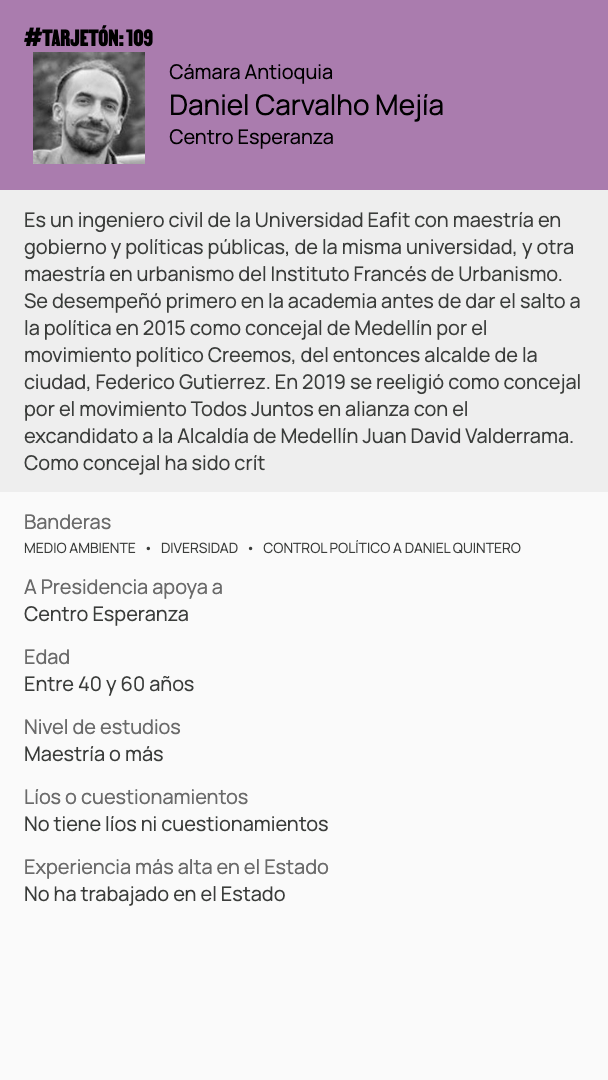 #TARJETÓN: 109
Cámara Antioquia
Daniel Carvalho Mejía
Centro Esperanza
Es un ingeniero civil de la Universidad Eafit con maestría en
gobierno y políticas públicas, de la misma universidad, y otra
maestría en urbanismo del Instituto Francés de Urbanismo.
Se desempeñó primero en la academia antes de dar el salto a
la política en 2015 como concejal de Medellín por el
movimiento político Creemos, del entonces alcalde de la
ciudad, Federico Gutierrez. En 2019 se reeligió como concejal
por el movimiento Todos Juntos en alianza con el
excandidato a la Alcaldía de Medellín Juan David Valderrama.
Como concejal ha sido crít
Banderas
MEDIO AMBIENTE • DIVERSIDAD • CONTROL POLÍTICO A DANIEL QUINTERO
A Presidencia apoya a
Centro Esperanza
Edad
Entre 40 y 60 años
Nivel de estudios
Maestría o más
Líos o cuestionamientos
No tiene líos ni cuestionamientos
Experiencia más alta en el Estado
No ha trabajado en el Estado